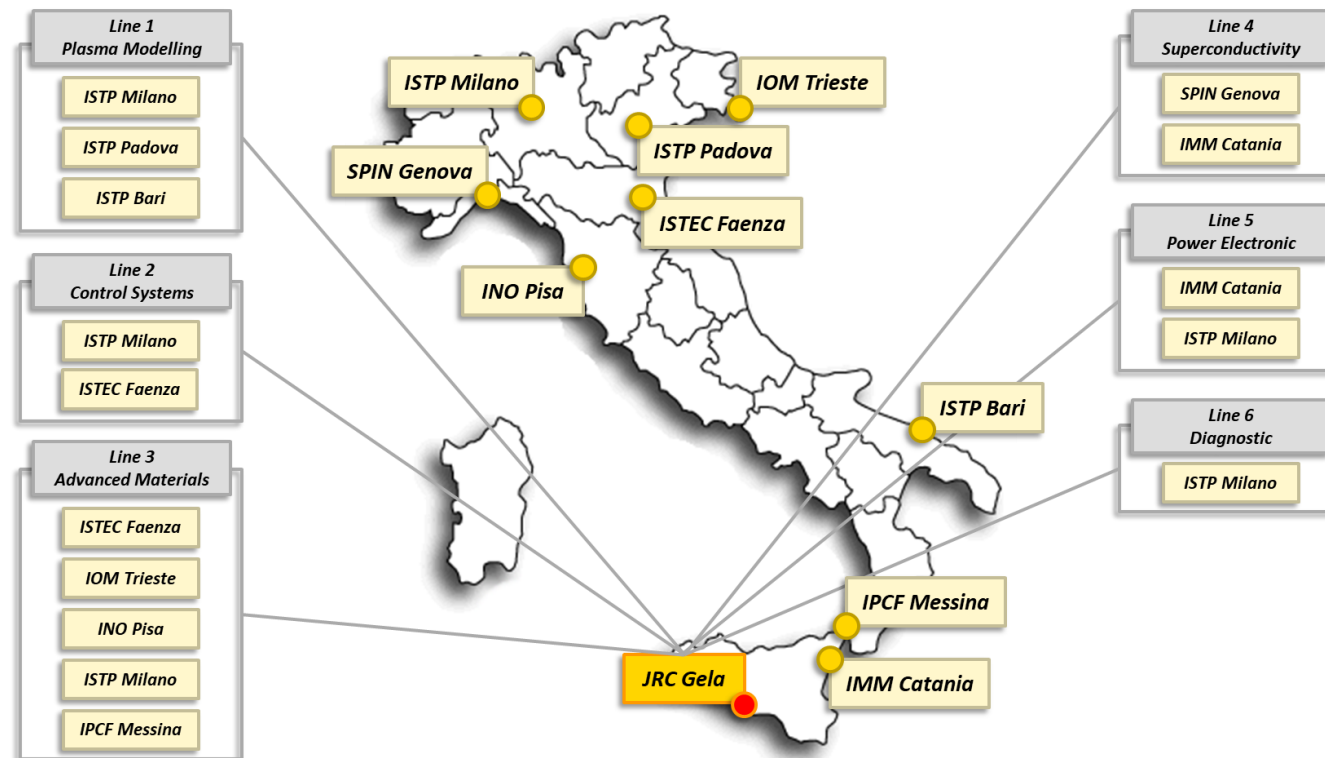 Line 1
Plasma Modelling
ISTP Milano
ISTP Padova
ISTP Bari
Line 2
Control Systems
ISTP Milano
ISTEC Faenza
Line 3
Advanced Materials
ISTEC Faenza
IOM Trieste
INO Pisa
ISTP Milano
IPCF Messina
ISTP Milano
IOM Trieste
ISTP Padova
SPIN Genova
ISTEC Faenza
INO Pisa
ISTP Bari
IPCF Messina
JRC Gela
IMM Catania
Line 4
Superconductivity
SPIN Genova
IMM Catania
Line 5
Power Electronic
IMM Catania
ISTP Milano
Line 6
Diagnostic
ISTP Milano